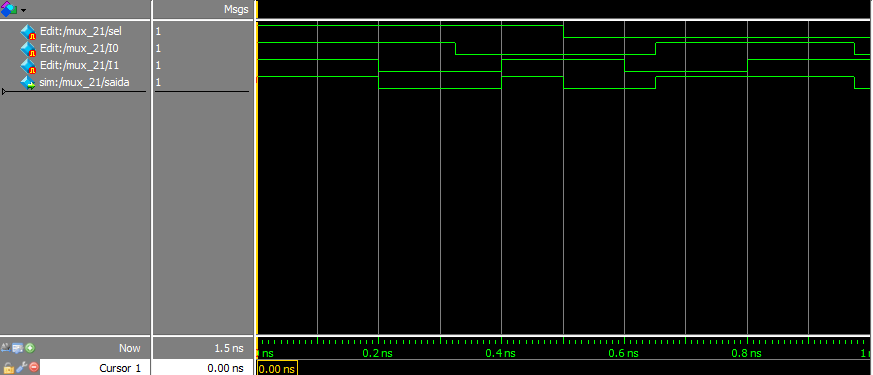 Msgs
Edit:/mux_21/sel 1
Edit:/mux_21/I0 1
Edit:/mux_21/I1 1
sim:/mux_21/saida 1
Now 1.5 ns
ns 0.2 ns 0.4 ns 0.6 ns 0.8 ns 1
Cursor 1 0.00 ns 0.00 ns